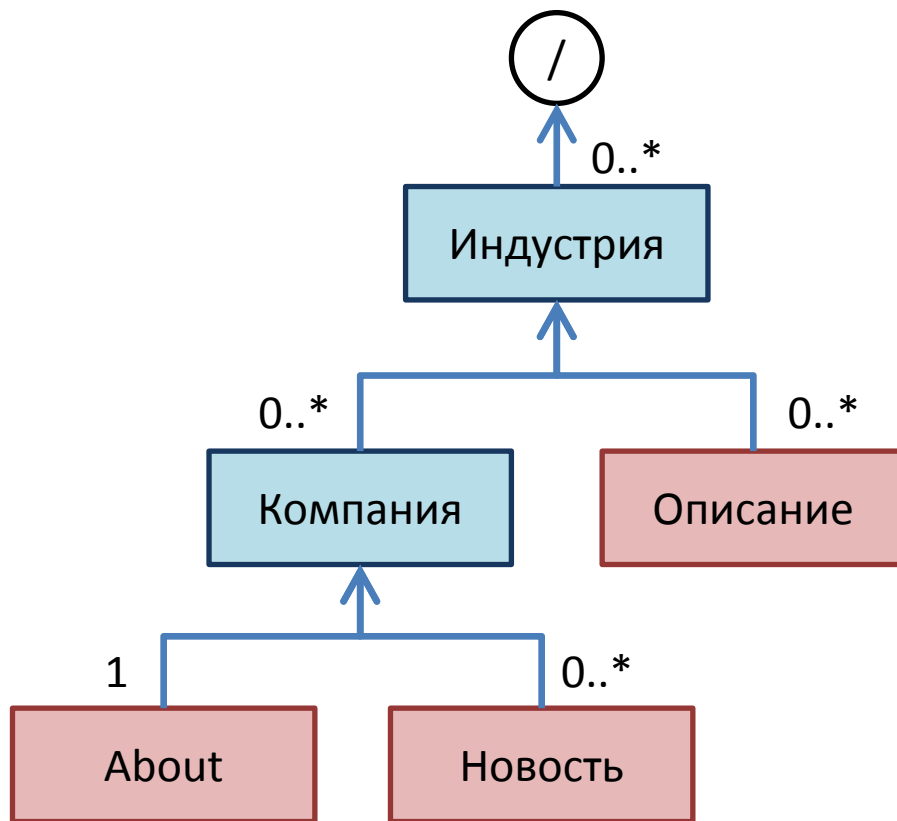 /
0..*
Индустрия
0..*
0..*
Компания
Описание
1
0..*
About
Новость